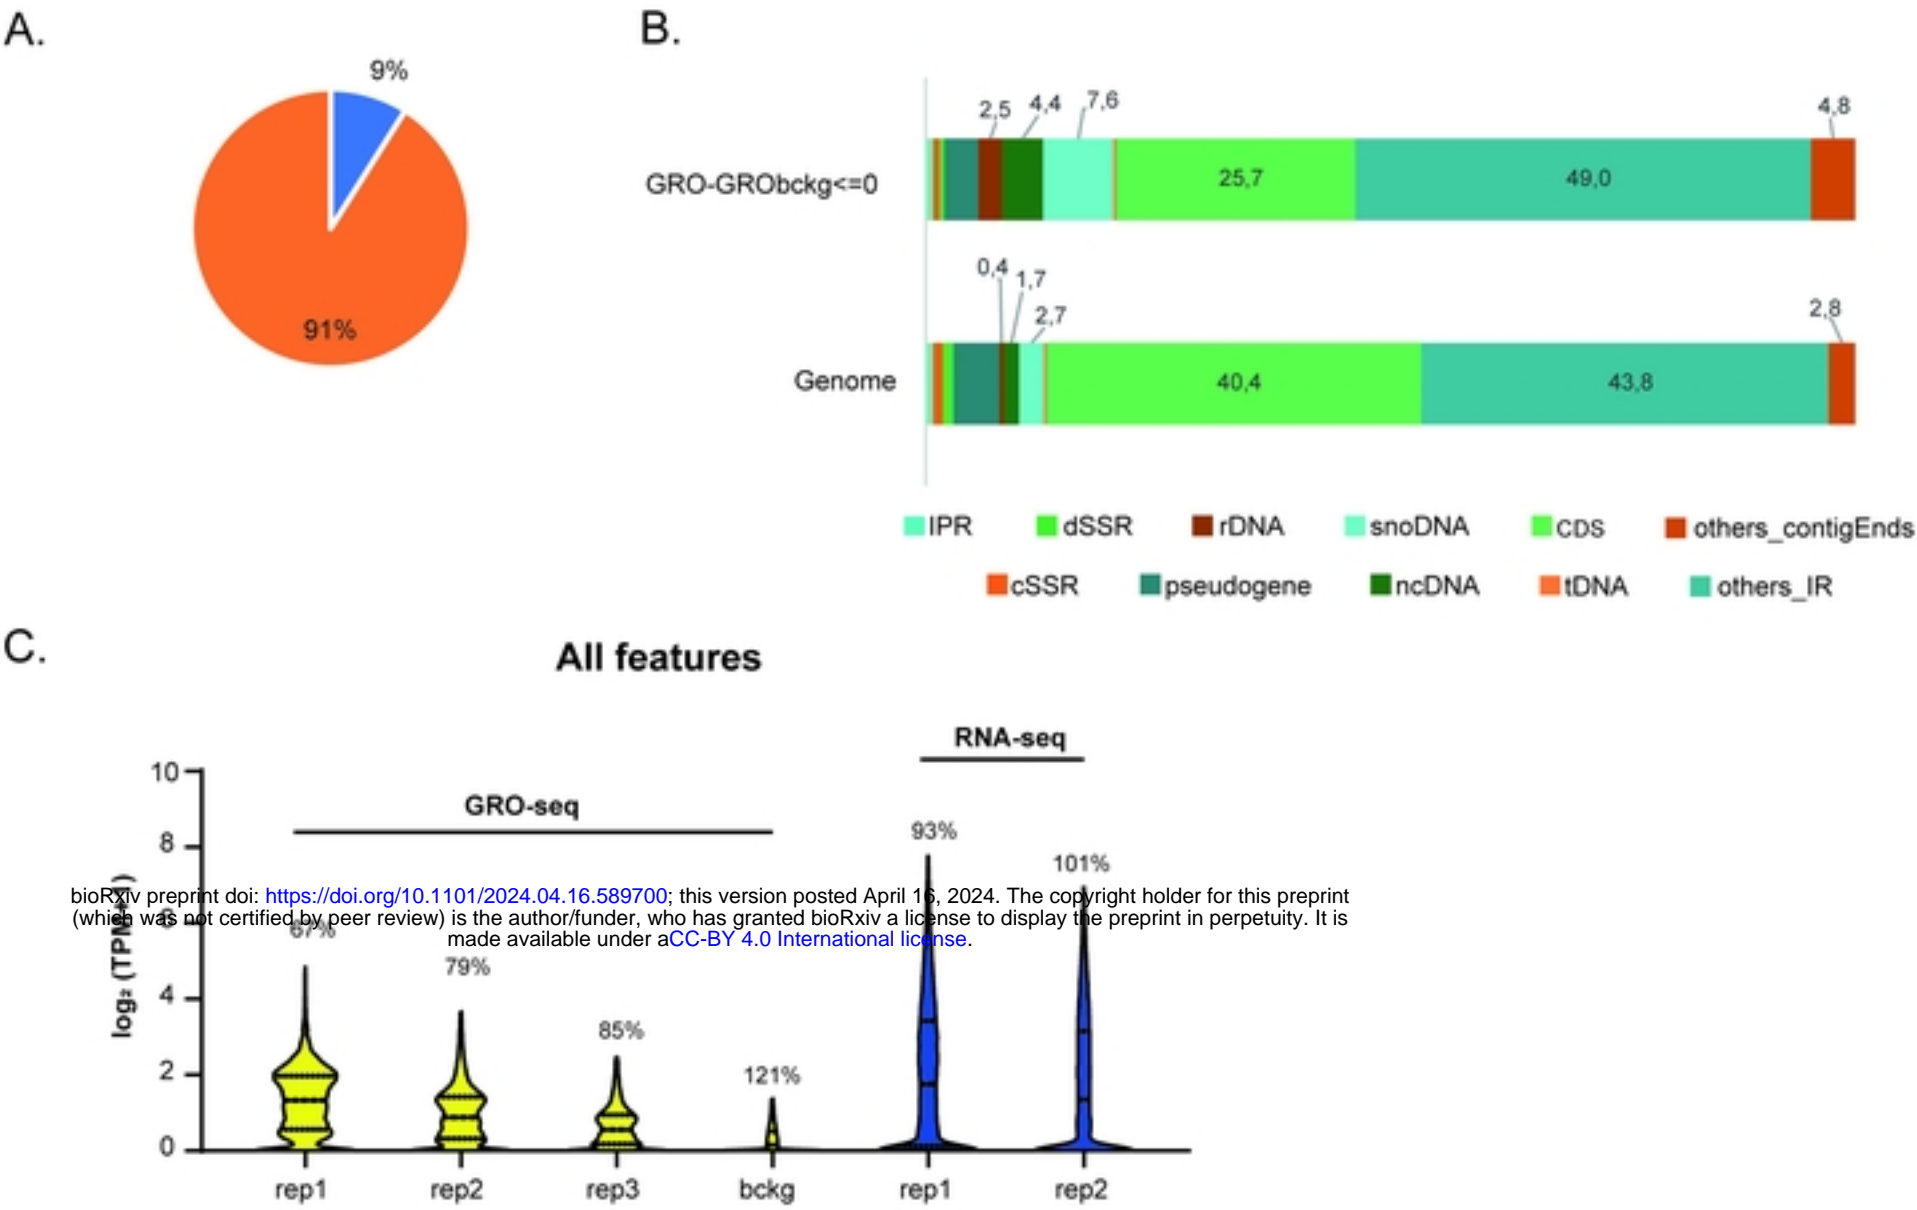 A.
9%
91%
B.
2,5 4,4 7,6 4,8
GRO-GRObckg<=0 25,7 49,0
0,4 1,7 2,7 2,8
Genome 40,4 43,8
IPR dSSR rDNA snoDNA CDS others_contigEnds
cSSR pseudogene ncDNA tDNA others_IR
C.
All features
RNA-seq
GRO-seq
10
8
6
4
2
0
log₂ (TPM+1)
67%
79%
85%
121%
93%
101%
bioRxiv preprint doi: https://doi.org/10.1101/2024.04.16.589700; this version posted April 16, 2024. The copyright holder for this preprint
(which was not certified by peer review) is the author/funder, who has granted bioRxiv a license to display the preprint in perpetuity. It is
made available under aCC-BY 4.0 International license.
rep1 rep2 rep3 bckg rep1 rep2